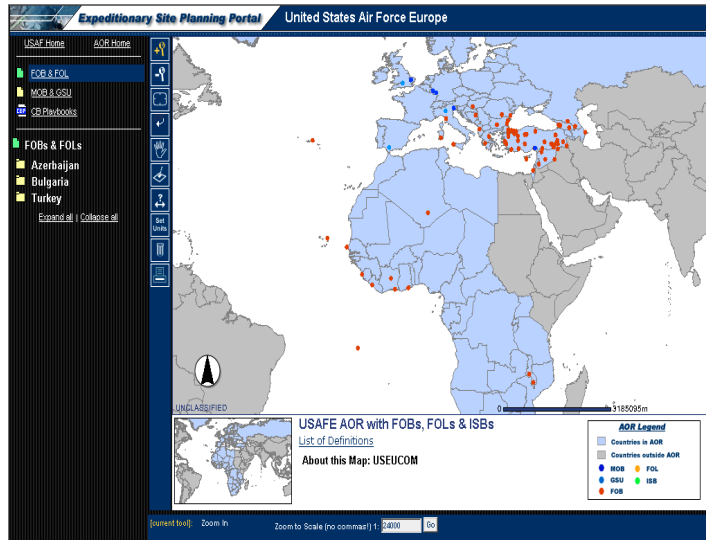 Expeditionary Site Planning Portal
United States Air Force Europe
USAF Home
AOR Home
FOB & FOL
MOB & GSU
CB Playbooks
FOBs & FOLs
Azerbaijan
Bulgaria
Turkey
Expand all | Collapse all
Set Units
UNCLASSIFIED
0
3185095m
USAFE AOR with FOBs, FOLs & ISBs
List of Definitions
About this Map: USEUCOM
AOR Legend
Countries in AOR
Countries outside AOR
MOB
FOL
GSU
ISB
FOB
[current tool]: Zoom In
Zoom to Scale (no commas!) 1: 24000 Go